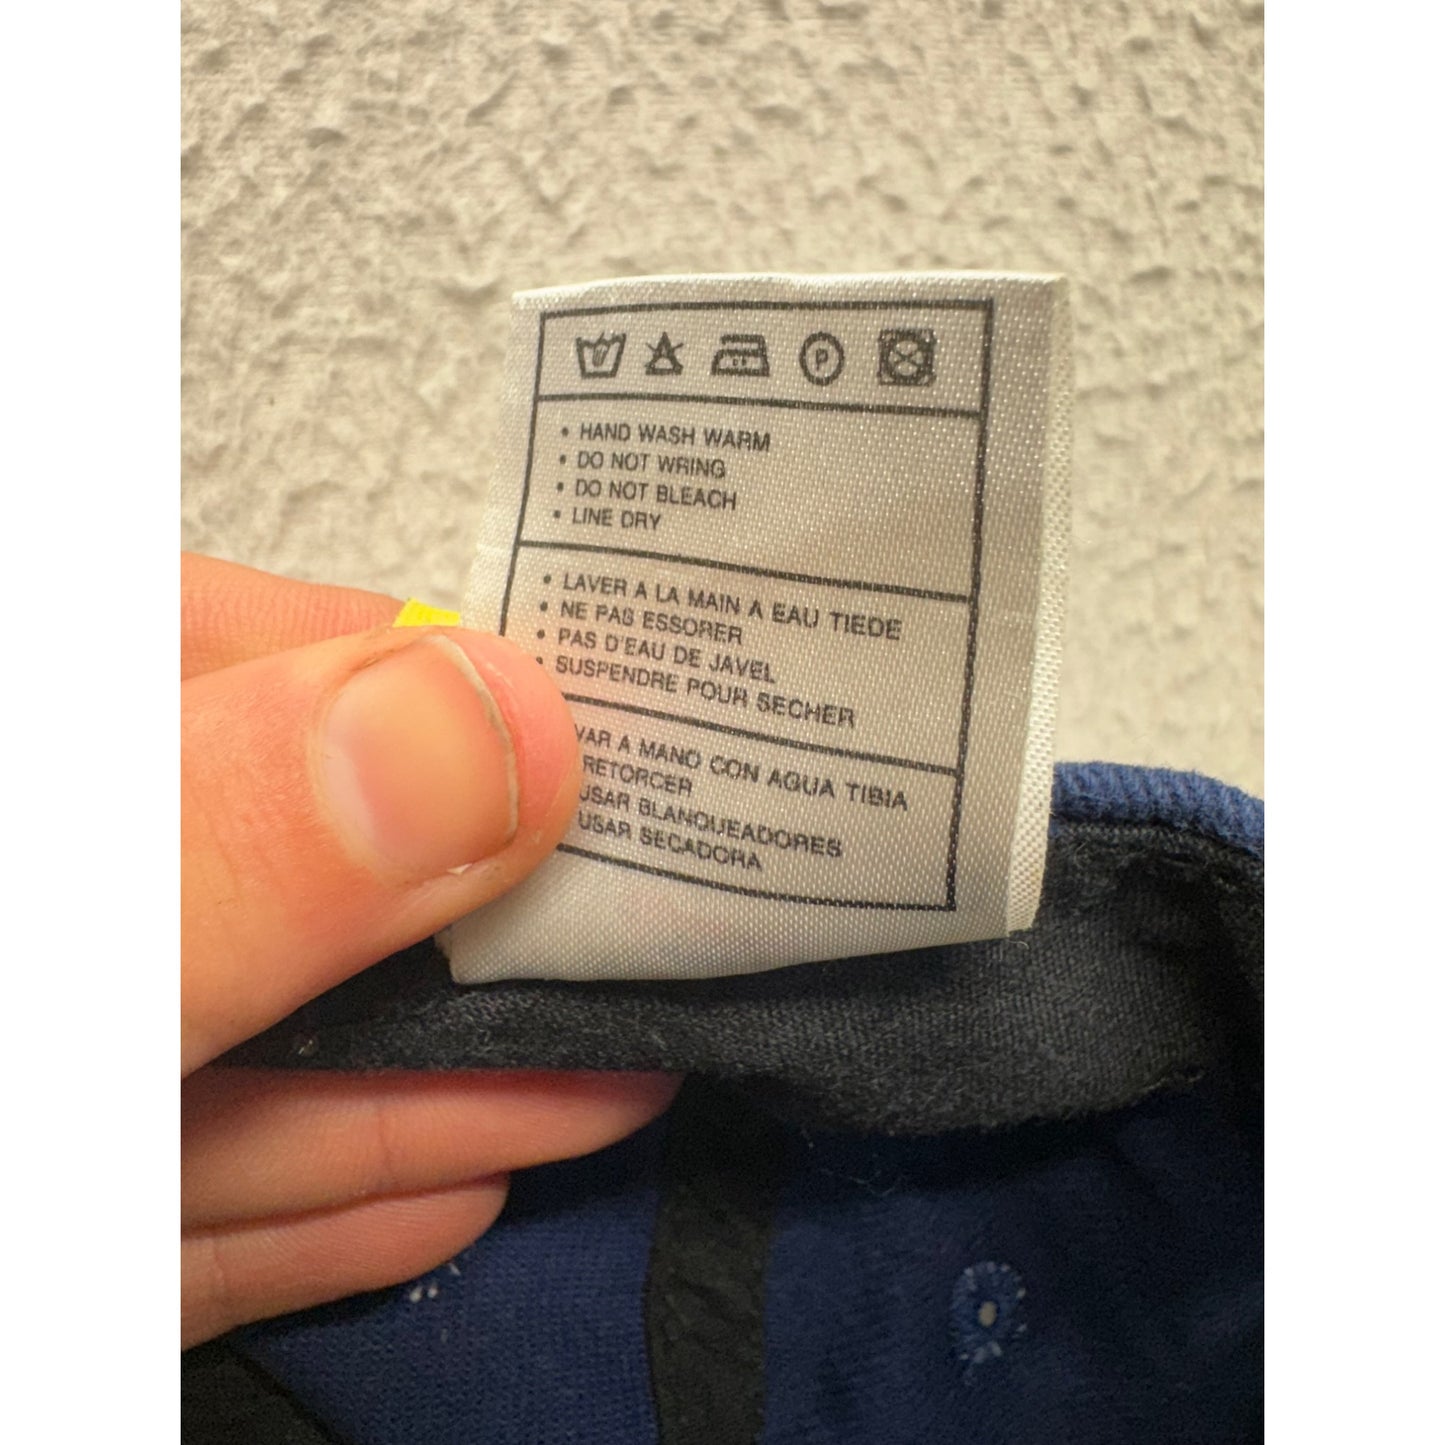 P
• HAND WASH WARM
• DO NOT WRING
• DO NOT BLEACH
• LINE DRY
• LAVER A LA MAIN A EAU TIEDE
• NE PAS ESSORER
• PAS D'EAU DE JAVEL
• SUSPENDRE POUR SECHER
VAR A MANO CON AGUA TIBIA
RETORCER
USAR BLANQUEADORES
USAR SECADORA